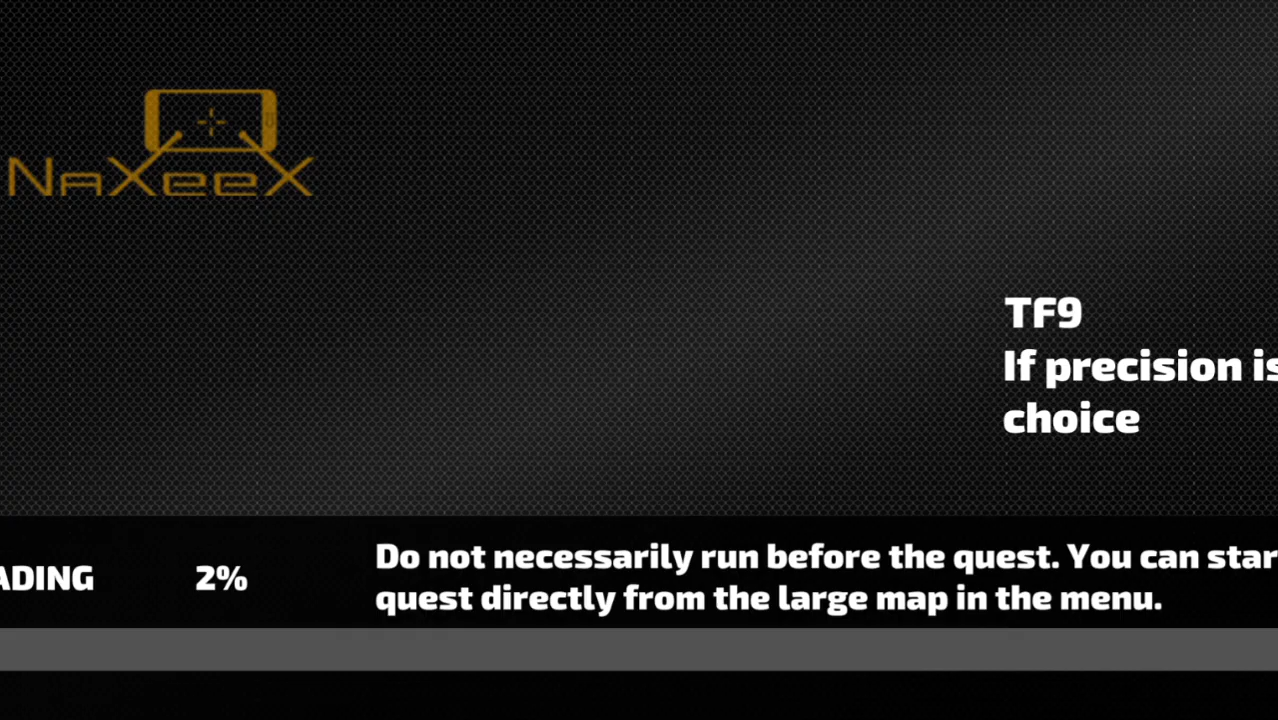 NaXeeX
TF9
If precision is
choice
ADING 2%
Do not necessarily run before the quest. You can star
quest directly from the large map in the menu.